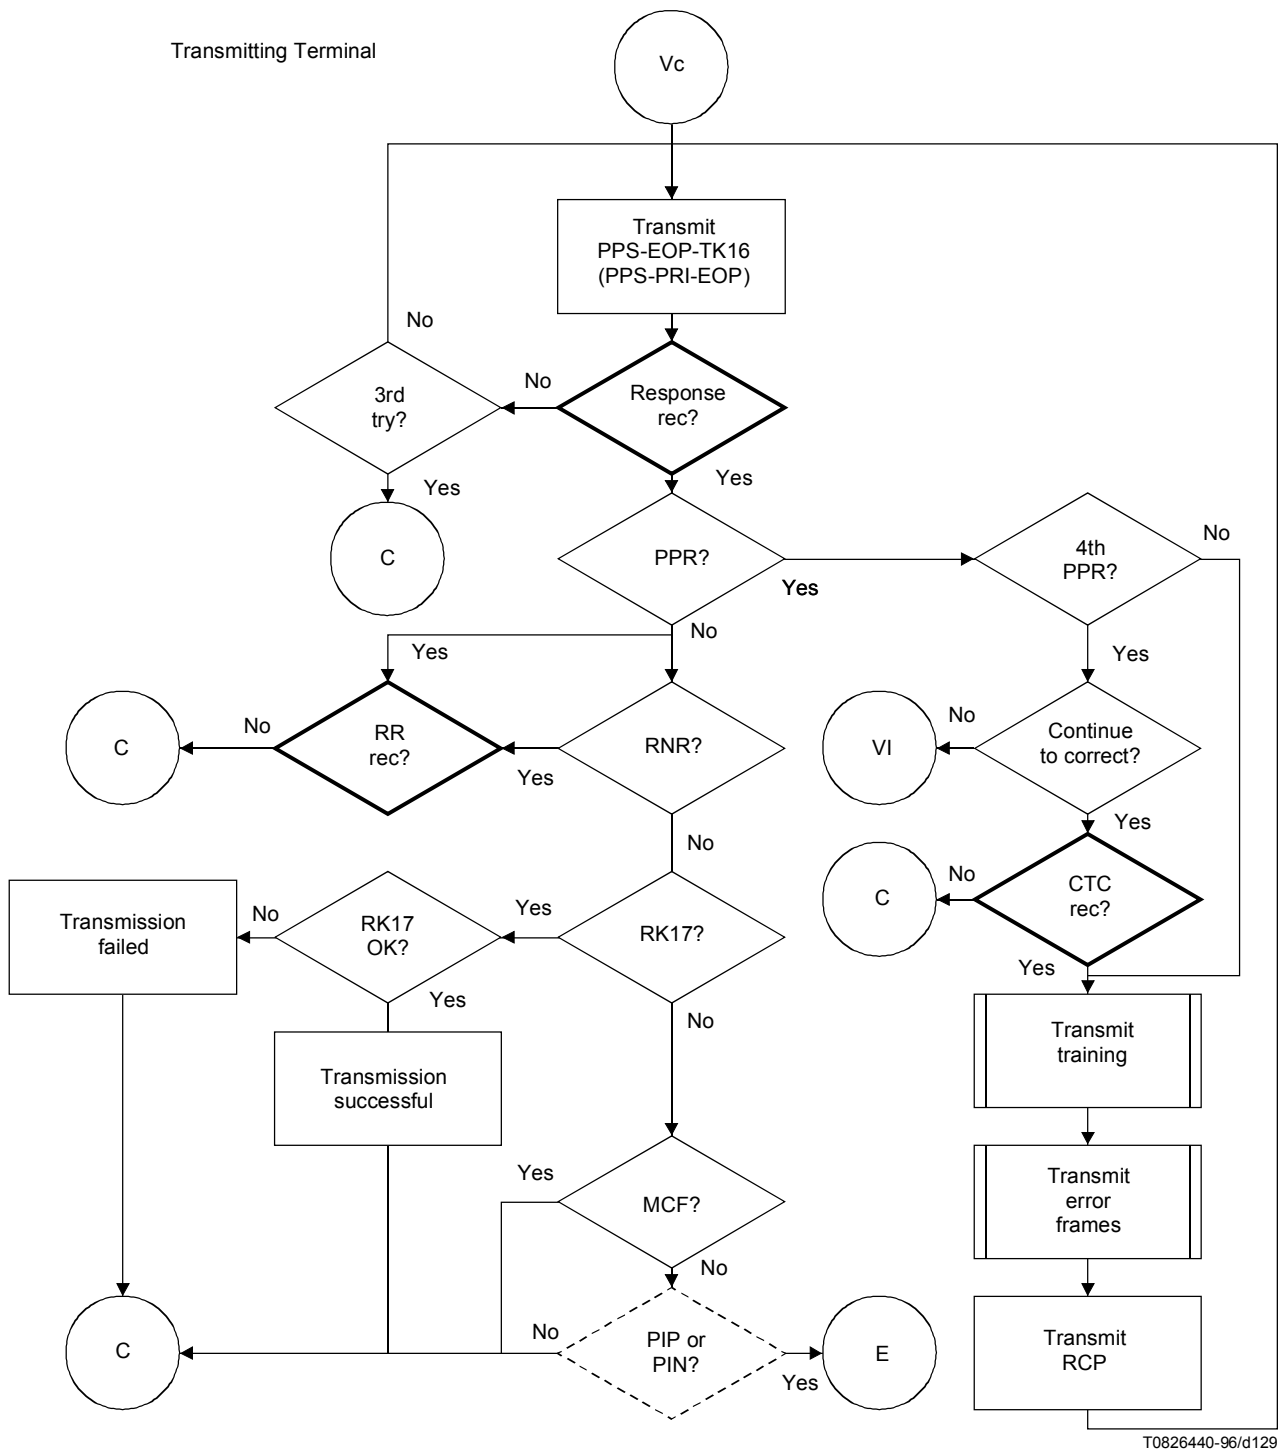 Transmitting Terminal
Vc
Transmit
PPS-EOP-TK16
(PPS-PRI-EOP)
No
3rd
try?
No
Response
rec?
Yes
Yes
C
PPR?
Yes
4th
PPR?
No
No
Yes
Yes
C
No
RR
rec?
Yes
RNR?
VI
No
Continue
to correct?
No
Yes
C
No
CTC
rec?
Transmission
failed
No
RK17
OK?
Yes
RK17?
Yes
Yes
No
Transmit
training
Transmission
successful
Yes
MCF?
Transmit
error
frames
No
C
No
PIP or
PIN?
Yes
E
Transmit
RCP
T0826440-96/d129